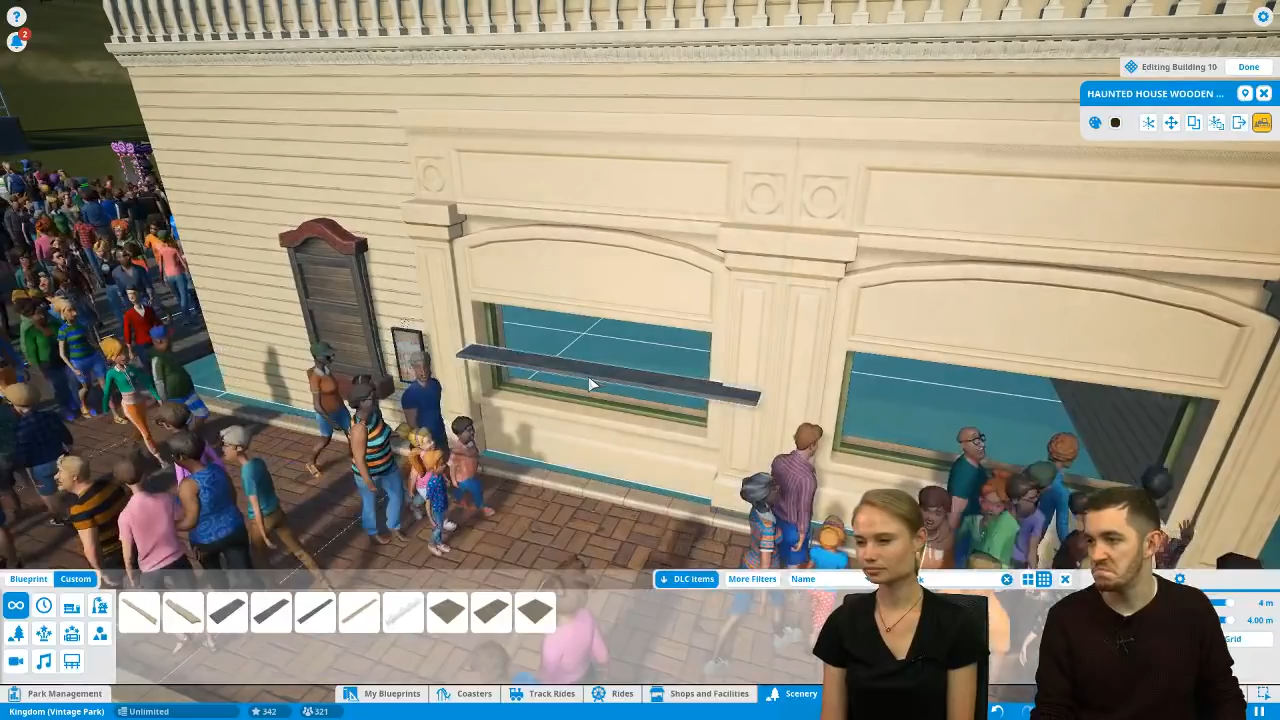 ?
2
Editing Building 10 Done
HAUNTED HOUSE WOODEN ...
Blueprint Custom
DLC Items More Filters Name k
4 m
4.00 m
Grid
Park Management My Blueprints Coasters Track Rides Rides Shops and Facilities Scenery
Kingdom (Vintage Park) Unlimited 342 321